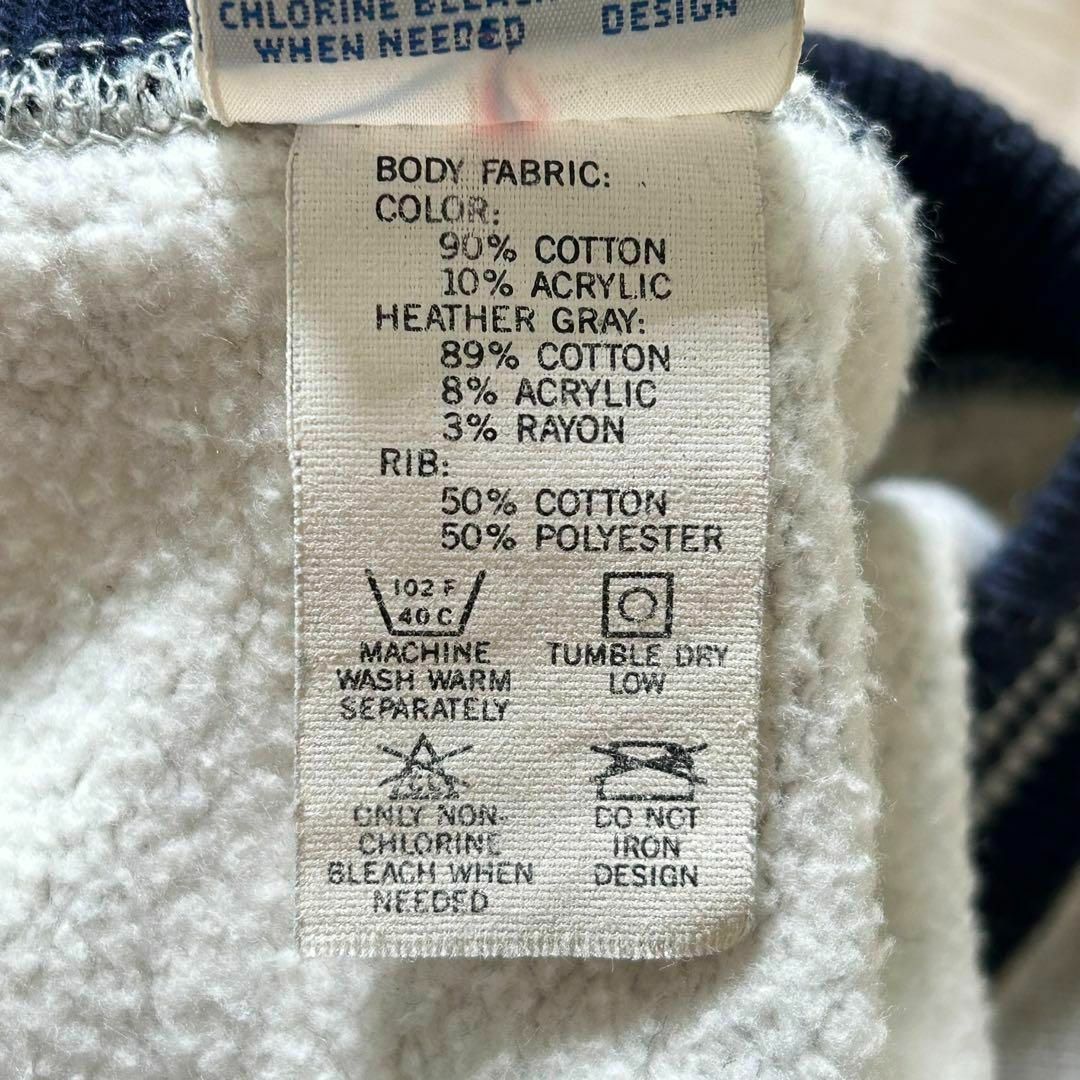 CHLORINE BLEACH
WHEN NEEDED
DESIGN
BODY FABRIC:
COLOR:
90% COTTON
10% ACRYLIC
HEATHER GRAY:
89% COTTON
8% ACRYLIC
3% RAYON
RIB:
50% COTTON
50% POLYESTER
102 F
40 C
MACHINE
WASH WARM
SEPARATELY
TUMBLE DRY
LOW
ONLY NON-
CHLORINE
BLEACH WHEN
NEEDED
DO NOT
IRON
DESIGN